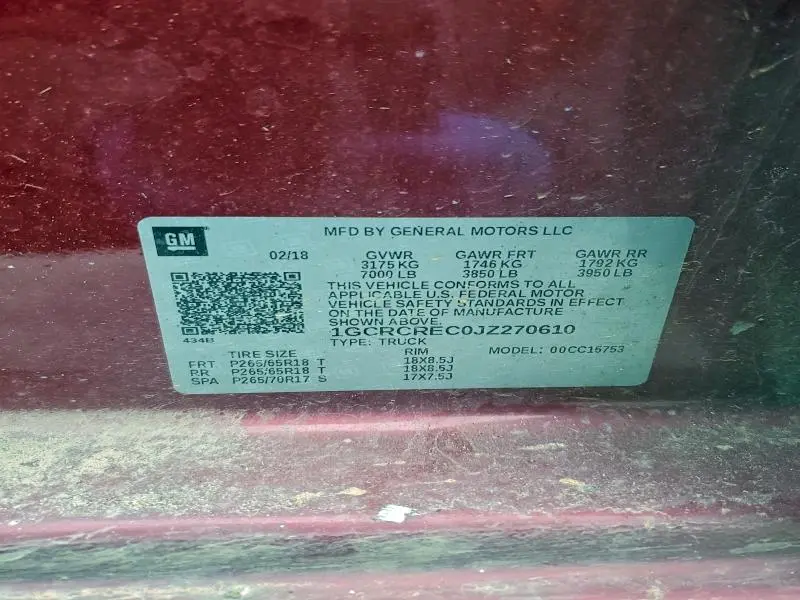 GM
MFD BY GENERAL MOTORS LLC
02/18 GVWR GAWR FRT GAWR RR
3175 KG 1746 KG 1792 KG
7000 LB 3850 LB 3950 LB
THIS VEHICLE CONFORMS TO ALL
APPLICABLE U.S. FEDERAL MOTOR
VEHICLE SAFETY STANDARDS IN EFFECT
ON THE DATE OF MANUFACTURE
SHOWN ABOVE.
1GCRCREC0JZ270610
434B
TYPE: TRUCK
TIRE SIZE RIM MODEL: 00CC15753
FRT P265/65R18 T 18X8.5J
RR P265/65R18 T 18X8.5J
SPA P265/70R17 S 17X7.5J